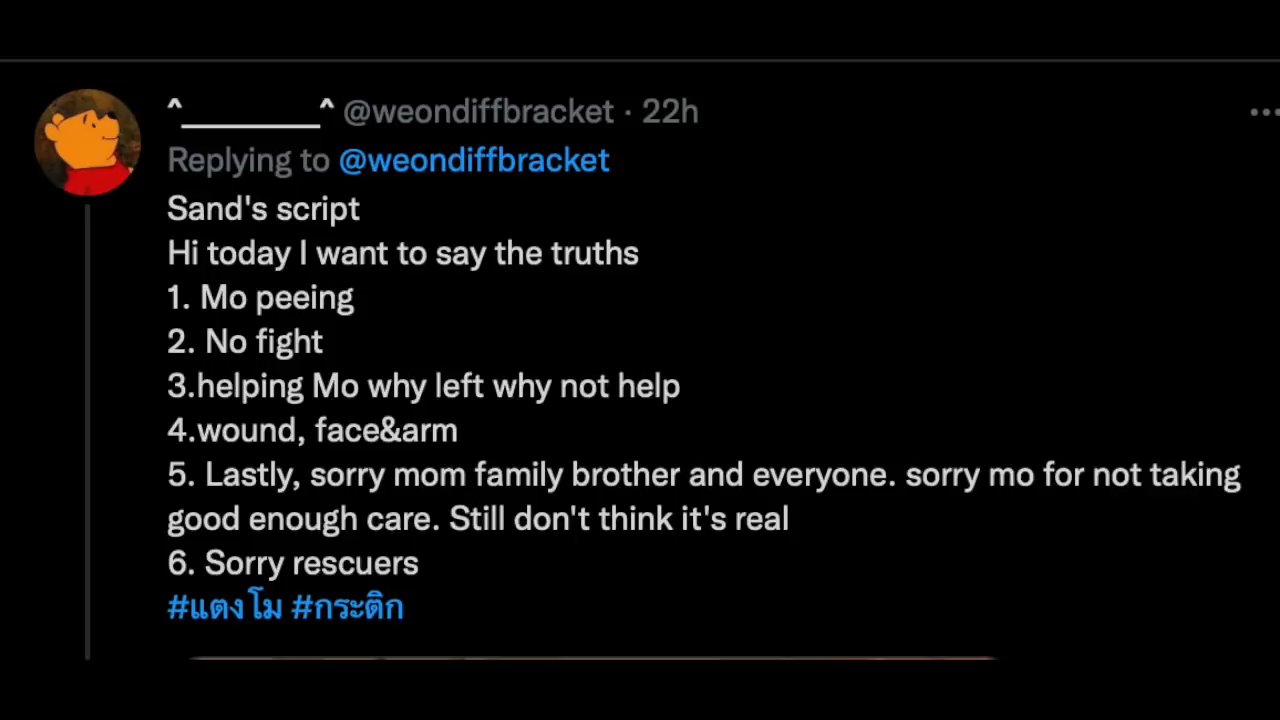 ^_________^ @weondiffbracket · 22h
Replying to @weondiffbracket
Sand's script
Hi today I want to say the truths
1. Mo peeing
2. No fight
3.helping Mo why left why not help
4.wound, face&arm
5. Lastly, sorry mom family brother and everyone. sorry mo for not taking
good enough care. Still don't think it's real
6. Sorry rescuers
#แตงโม #กระติก